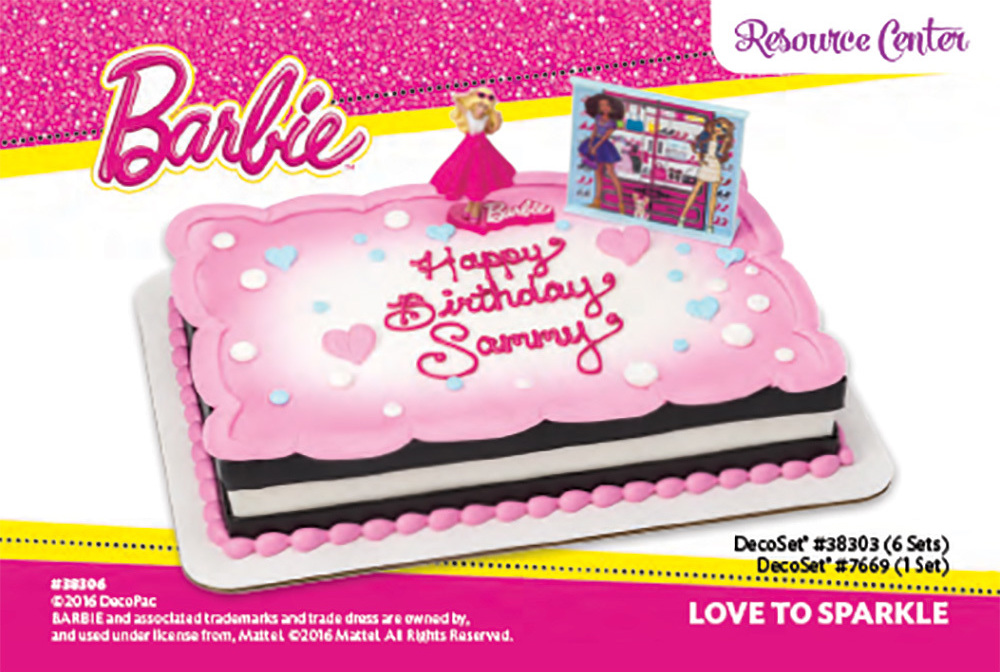 Resource Center
Barbie
Barbie
Happy
Birthday
Sammy
DecoSet® #38303 (6 Sets)
DecoSet® #7669 (1 Set)
#38306
©2016 DecoPac
BARBIE and associated trademarks and trade dress are owned by,
and used under license from, Mattel. ©2016 Mattel. All Rights Reserved.
LOVE TO SPARKLE